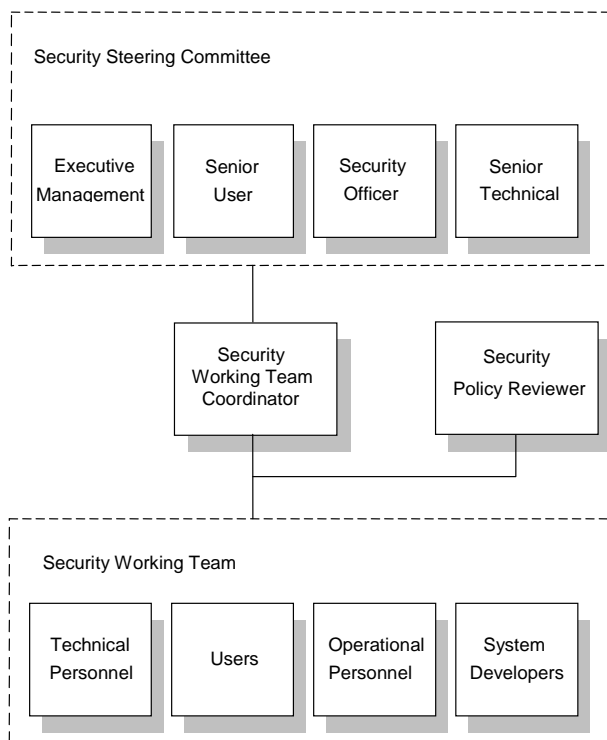 Security Steering Committee
Executive
Management
Senior
User
Security
Officer
Senior
Technical
Security
Working Team
Coordinator
Security
Policy Reviewer
Security Working Team
Technical
Personnel
Users
Operational
Personnel
System
Developers